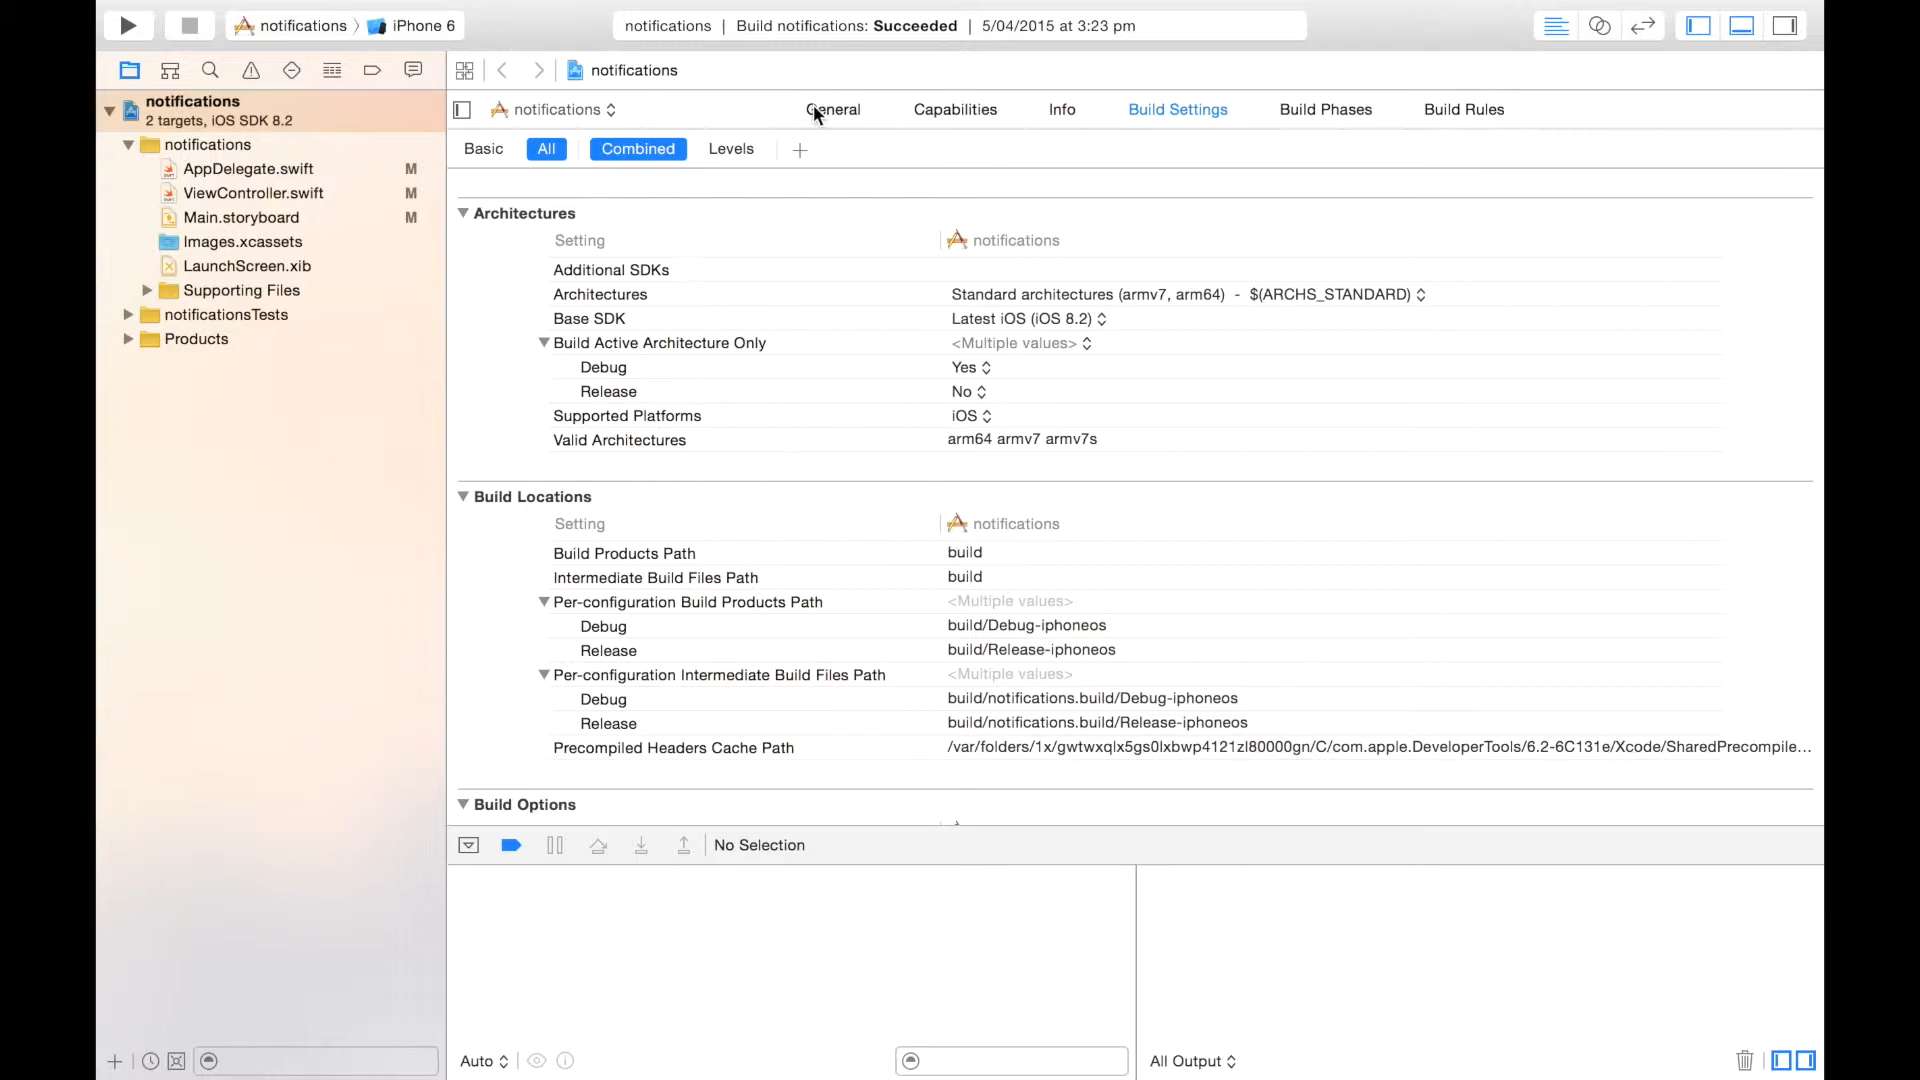 notifications 〉 iPhone 6
notifications | Build notifications: Succeeded | 5/04/2015 at 3:23 pm
notifications
2 targets, iOS SDK 8.2
notifications
AppDelegate.swift M
ViewController.swift M
Main.storyboard M
Images.xcassets
LaunchScreen.xib
Supporting Files
notificationsTests
Products
notifications
notifications General Capabilities Info Build Settings Build Phases Build Rules
Basic All Combined Levels
Architectures
Setting notifications
Additional SDKs
Architectures Standard architectures (armv7, arm64) - $(ARCHS_STANDARD)
Base SDK Latest iOS (iOS 8.2)
Build Active Architecture Only <Multiple values>
Debug Yes
Release No
Supported Platforms iOS
Valid Architectures arm64 armv7 armv7s
Build Locations
Setting notifications
Build Products Path build
Intermediate Build Files Path build
Per-configuration Build Products Path <Multiple values>
Debug build/Debug-iphoneos
Release build/Release-iphoneos
Per-configuration Intermediate Build Files Path <Multiple values>
Debug build/notifications.build/Debug-iphoneos
Release build/notifications.build/Release-iphoneos
Precompiled Headers Cache Path /var/folders/1x/gwtwxqlx5gs0lxbwp4121zl80000gn/C/com.apple.DeveloperTools/6.2-6C131e/Xcode/SharedPrecompile...
Build Options
No Selection
Auto
All Output